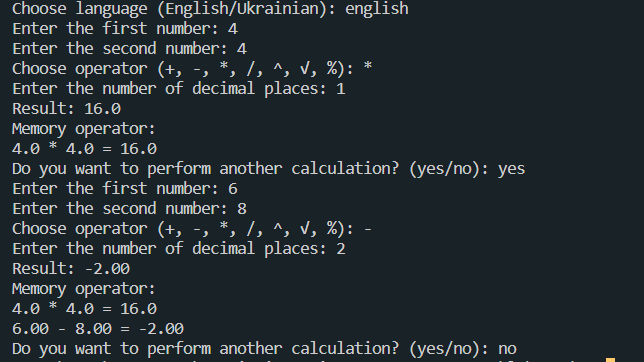 Choose language (English/Ukrainian): english
Enter the first number: 4
Enter the second number: 4
Choose operator (+, -, *, /, ^, √, %): *
Enter the number of decimal places: 1
Result: 16.0
Memory operator:
4.0 * 4.0 = 16.0
Do you want to perform another calculation? (yes/no): yes
Enter the first number: 6
Enter the second number: 8
Choose operator (+, -, *, /, ^, √, %): -
Enter the number of decimal places: 2
Result: -2.00
Memory operator:
4.0 * 4.0 = 16.0
6.00 - 8.00 = -2.00
Do you want to perform another calculation? (yes/no): no